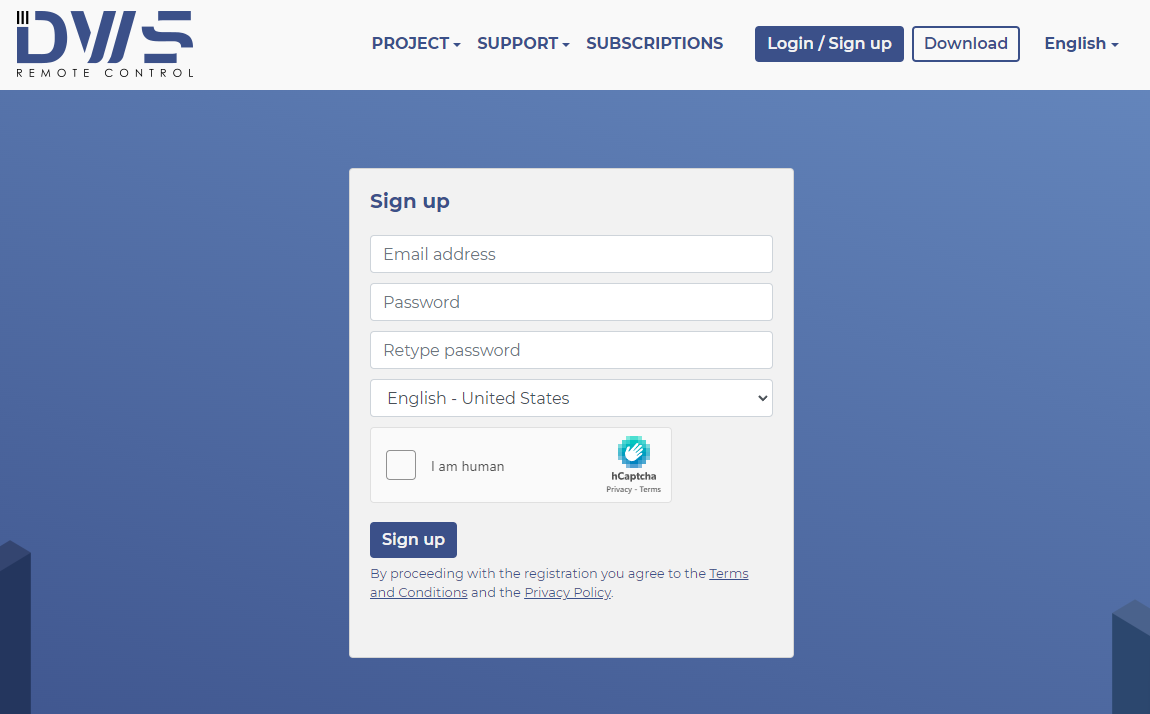 DWS
REMOTE CONTROL
PROJECT SUPPORT SUBSCRIPTIONS Login / Sign up Download English
Sign up
Email address
Password
Retype password
English - United States
I am human
hCaptcha
Privacy - Terms
Sign up
By proceeding with the registration you agree to the Terms
and Conditions and the Privacy Policy.